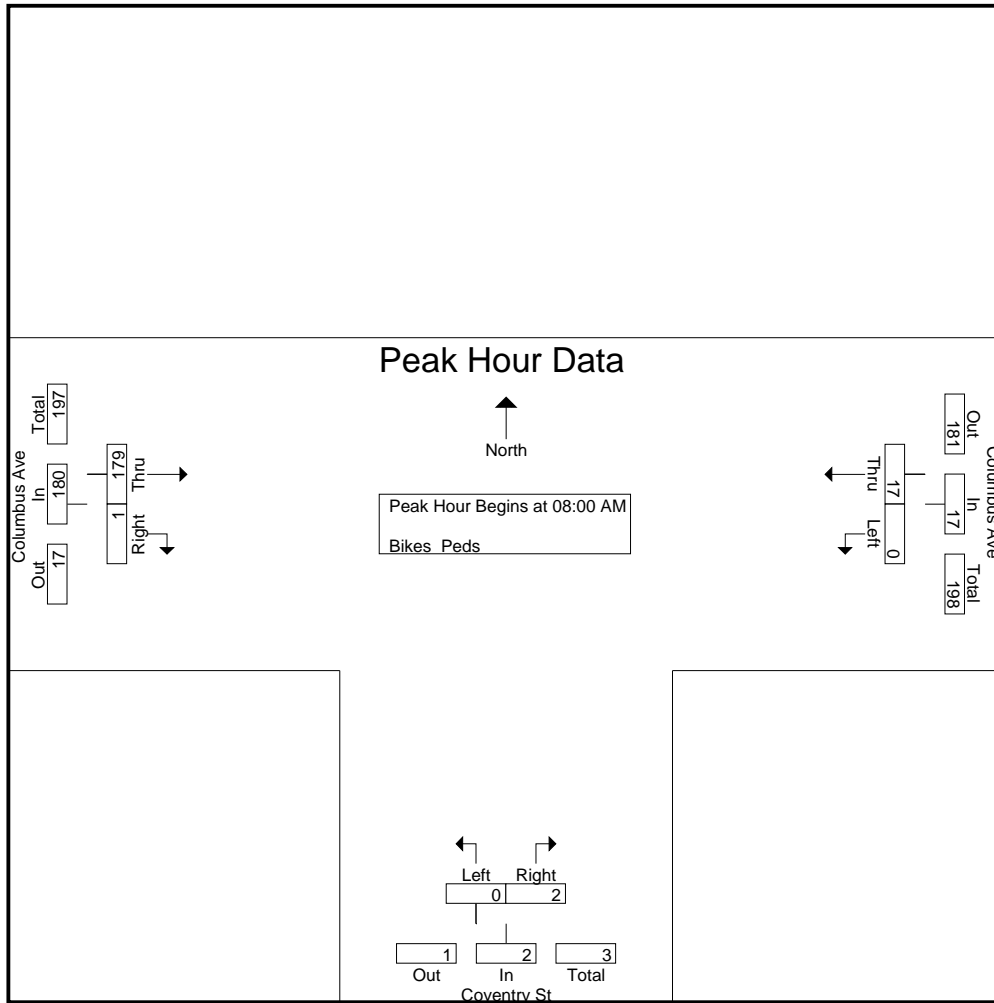 Peak Hour Data
North
Peak Hour Begins at 08:00 AM
Bikes Peds
Columbus Ave
Total
197
In
180
Out
17
179
Thru
1
Right
Columbus Ave
Out
181
In
17
Total
198
Thru
17
Left
0
Left Right
0 2
1 2 3
Out In Total
Coventry St